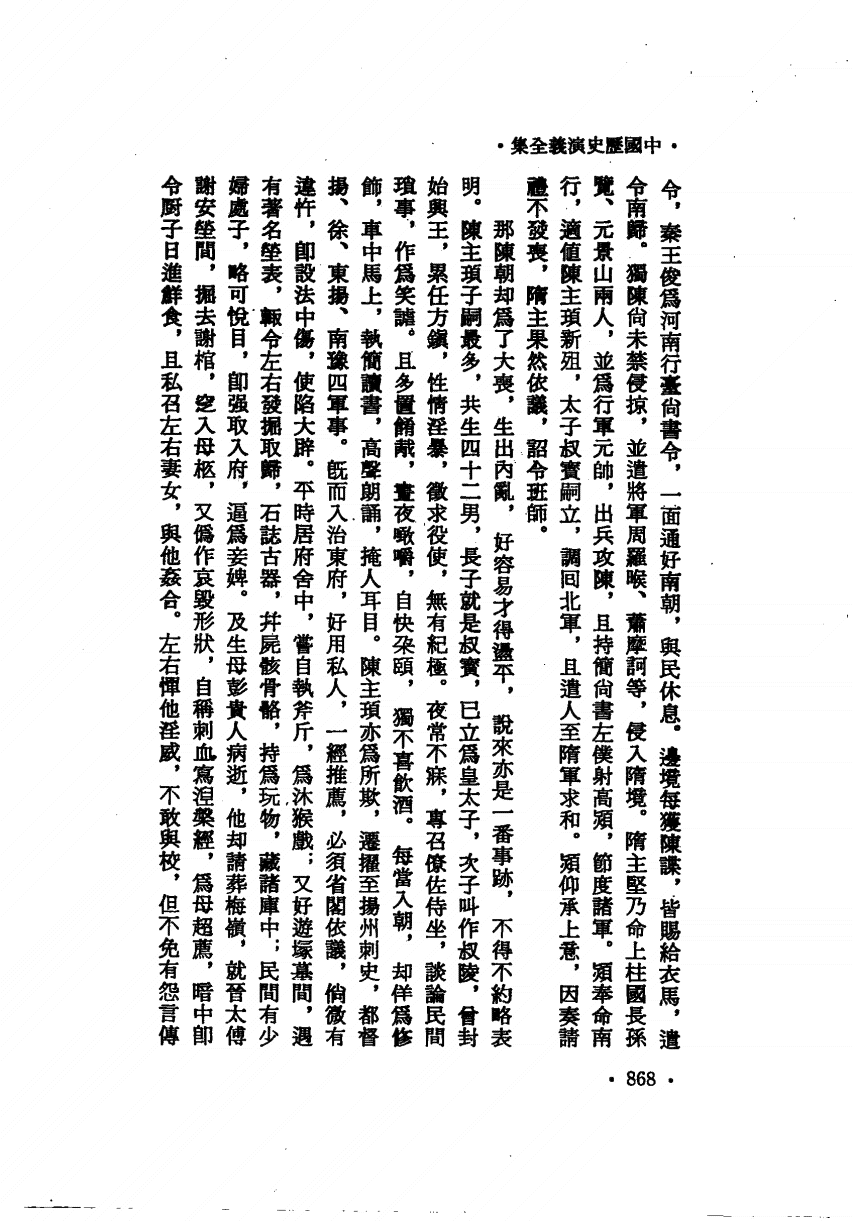 ·中國歷史演義全集·
令，秦王俊爲河南行臺尙書令，一面通好南朝，與民休息。邊境每獲陳諜，皆賜給衣馬，遣
令南歸。獨陳尙未禁侵掠，並遣將軍周羅㬋、蕭摩訶等，侵入隋境。隋主堅乃命上柱國長孫
覽、元景山兩人，並爲行軍元帥，出兵攻陳，且持簡尙書左僕射高熲，節度諸軍。熲奉命南
行，適值陳主頊新殂，太子叔寶嗣立，調囘北軍，且遣人至隋軍求和。熲仰承上意，因奏請
禮不發喪，隋主果然依議，詔令班師。
那陳朝却爲了大喪，生出內亂，好容易才得盪平，說來亦是一番事跡，不得不約略表
明。陳主頊子嗣最多，共生四十二男，長子就是叔寶，已立爲皇太子，次子叫作叔陵，曾封
始興王，累任方鎭，性情淫暴，徵求役使，無有紀極。夜常不寐，專召僚佐侍坐，談論民間
瑣事，作爲笑謔。且多置餚胾，晝夜噉嚼，自快朶頤，獨不喜飲酒。每當入朝，却佯爲修
飾，車中馬上，執簡讀書，高聲朗誦，掩人耳目。陳主頊亦爲所欺，遷擢至揚州刺史，都督
揚、徐、東揚、南豫四軍事。旣而入治東府，好用私人，一經推薦，必須省閣依議，倘微有
違忤，卽設法中傷，使陷大辟。平時居府舍中，嘗自執斧斤，爲沐猴戲；又好遊塚墓間，遇
有著名塋表，輒令左右發掘取歸，石誌古器，幷屍骸骨骼，持爲玩物，藏諸庫中；民間有少
婦處子，略可悅目，卽强取入府，逼爲妾婢。及生母彭貴人病逝，他却請葬梅嶺，就晉太傅
謝安塋間，掘去謝棺，窆入母柩，又僞作哀毀形狀，自稱刺血寫湼槃經，爲母超薦，暗中卽
令厨子日進鮮食，且私召左右妻女，與他姦合。左右憚他淫威，不敢與校，但不免有怨言傳
·868·